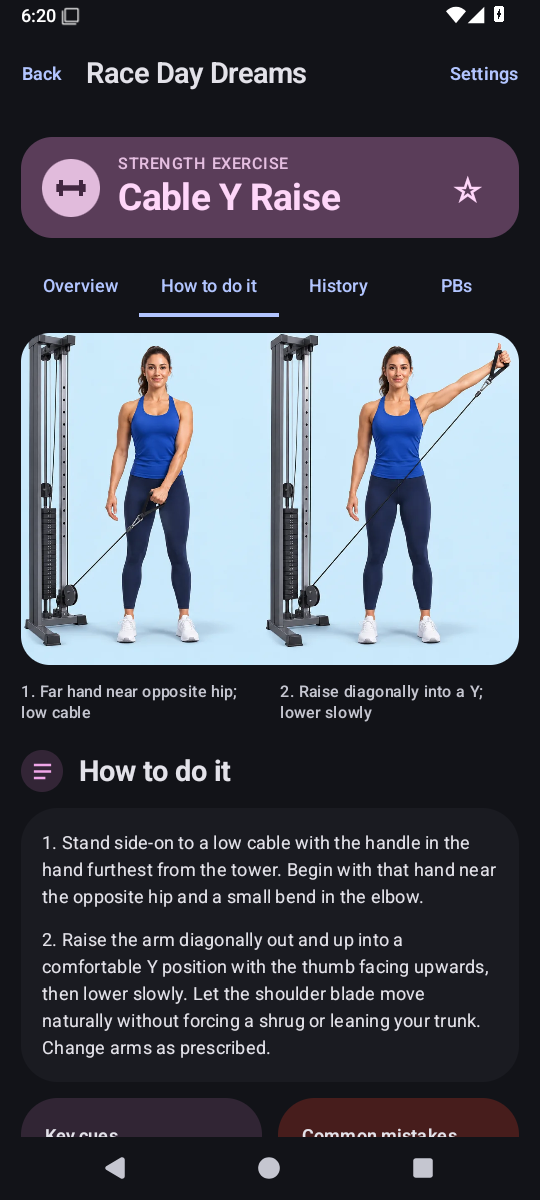 6:20
Back
Race Day Dreams
Settings
STRENGTH EXERCISE
Cable Y Raise
Overview
How to do it
History
PBs
1. Far hand near opposite hip;
low cable
2. Raise diagonally into a Y;
lower slowly
How to do it
1. Stand side-on to a low cable with the handle in the
hand furthest from the tower. Begin with that hand near
the opposite hip and a small bend in the elbow.
2. Raise the arm diagonally out and up into a
comfortable Y position with the thumb facing upwards,
then lower slowly. Let the shoulder blade move
naturally without forcing a shrug or leaning your trunk.
Change arms as prescribed.
Key cues
Common mistakes